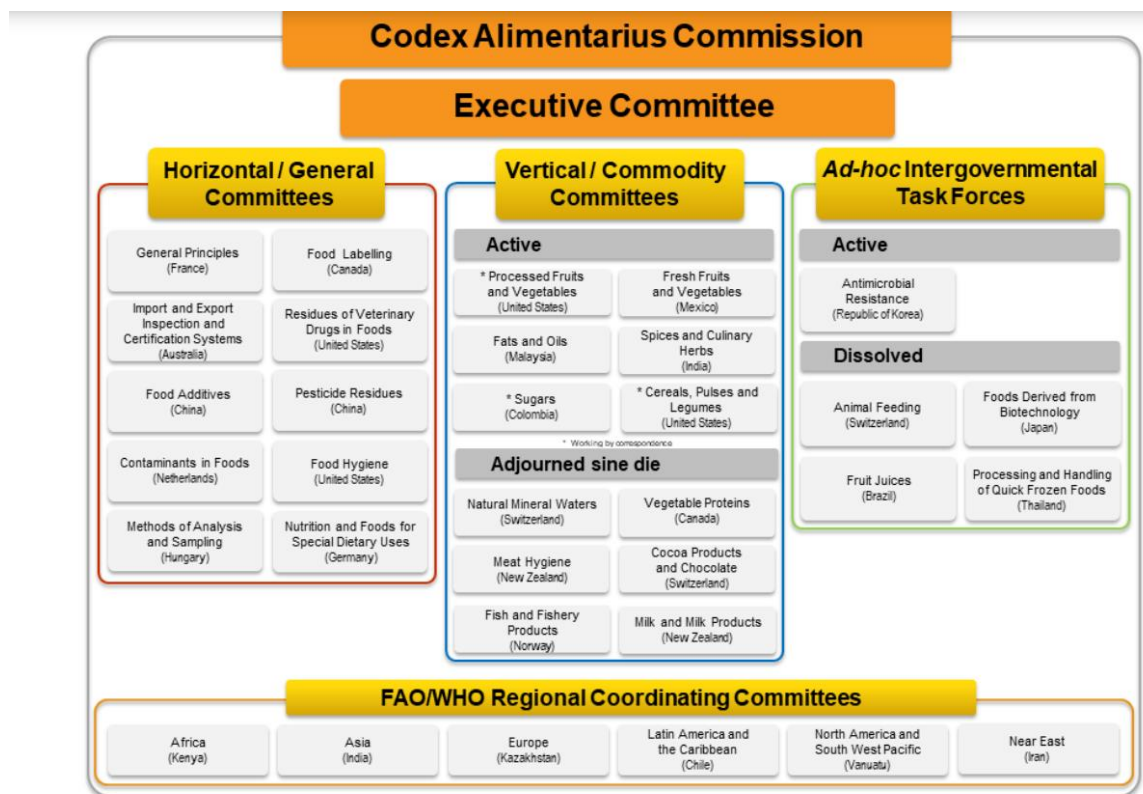 Codex Alimentarius Commission
Executive Committee
Horizontal / General
Committees
General Principles
(France)
Food Labelling
(Canada)
Import and Export
Inspection and
Certification Systems
(Australia)
Residues of Veterinary
Drugs in Foods
(United States)
Food Additives
(China)
Pesticide Residues
(China)
Contaminants in Foods
(Netherlands)
Food Hygiene
(United States)
Methods of Analysis
and Sampling
(Hungary)
Nutrition and Foods for
Special Dietary Uses
(Germany)
Vertical / Commodity
Committees
Active
* Processed Fruits
and Vegetables
(United States)
Fresh Fruits
and Vegetables
(Mexico)
Fats and Oils
(Malaysia)
Spices and Culinary
Herbs
(India)
* Sugars
(Colombia)
* Cereals, Pulses and
Legumes
(United States)
* Working by correspondence
Adjourned sine die
Natural Mineral Waters
(Switzerland)
Vegetable Proteins
(Canada)
Meat Hygiene
(New Zealand)
Cocoa Products
and Chocolate
(Switzerland)
Fish and Fishery
Products
(Norway)
Milk and Milk Products
(New Zealand)
Ad-hoc Intergovernmental
Task Forces
Active
Antimicrobial
Resistance
(Republic of Korea)
Dissolved
Animal Feeding
(Switzerland)
Foods Derived from
Biotechnology
(Japan)
Fruit Juices
(Brazil)
Processing and Handling
of Quick Frozen Foods
(Thailand)
FAO/WHO Regional Coordinating Committees
Africa
(Kenya)
Asia
(India)
Europe
(Kazakhstan)
Latin America and
the Caribbean
(Chile)
North America and
South West Pacific
(Vanuatu)
Near East
(Iran)